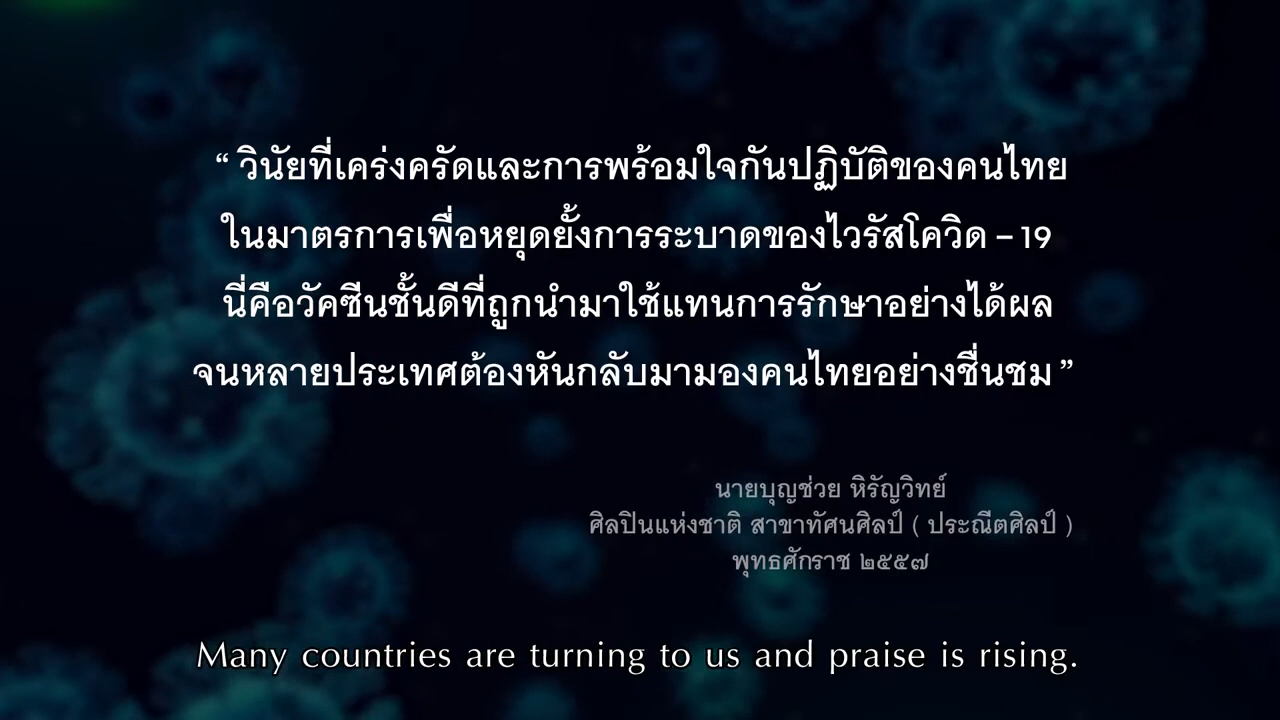 “ วินัยที่เคร่งครัดและการพร้อมใจกันปฏิบัติของคนไทย
ในมาตรการเพื่อหยุดยั้งการระบาดของไวรัสโควิด – 19
นี่คือวัคซีนชั้นดีที่ถูกนำมาใช้แทนการรักษาอย่างได้ผล
จนหลายประเทศต้องหันกลับมามองคนไทยอย่างชื่นชม ”
นายบุญช่วย หิรัญวิทย์
ศิลปินแห่งชาติ สาขาทัศนศิลป์ ( ประณีตศิลป์ )
พุทธศักราช ๒๕๕๗
Many countries are turning to us and praise is rising.